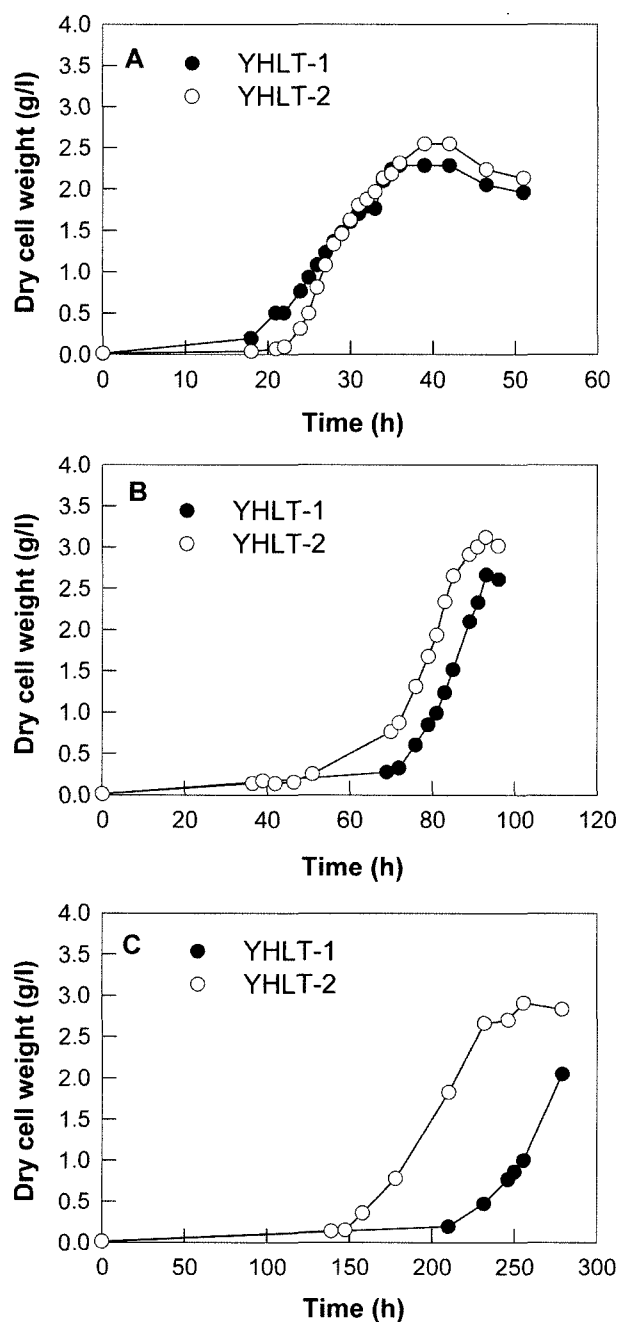 A
YHLT-1
YHLT-2
Dry cell weight (g/l)
4.0
3.5
3.0
2.5
2.0
1.5
1.0
0.5
0.0
0 10 20 30 40 50 60
Time (h)
B
YHLT-1
YHLT-2
Dry cell weight (g/l)
4.0
3.5
3.0
2.5
2.0
1.5
1.0
0.5
0.0
0 20 40 60 80 100 120
Time (h)
C
YHLT-1
YHLT-2
Dry cell weight (g/l)
4.0
3.5
3.0
2.5
2.0
1.5
1.0
0.5
0.0
0 50 100 150 200 250 300
Time (h)